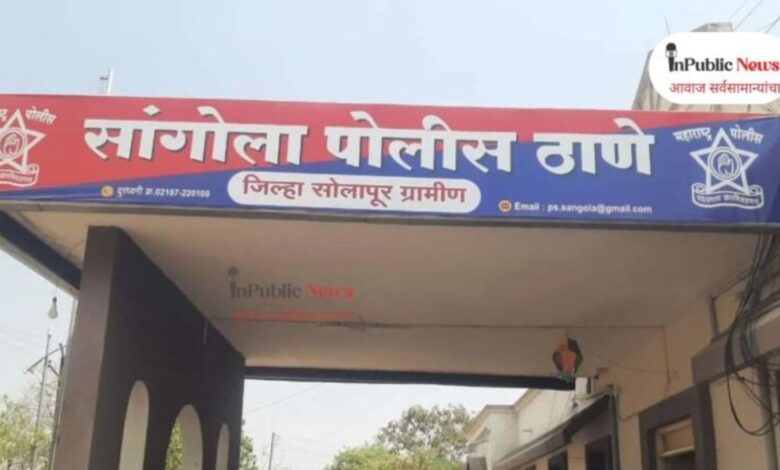 InPublic News
आवाज सर्वसामान्यांचा
महाराष्ट्र पोलीस
सांगोला पोलीस ठाणे
दुरध्वनी क्र.02187-220100
जिल्हा सोलापूर ग्रामीण
Email : ps.sangola@gmail.com
पोलीस
InPublic News